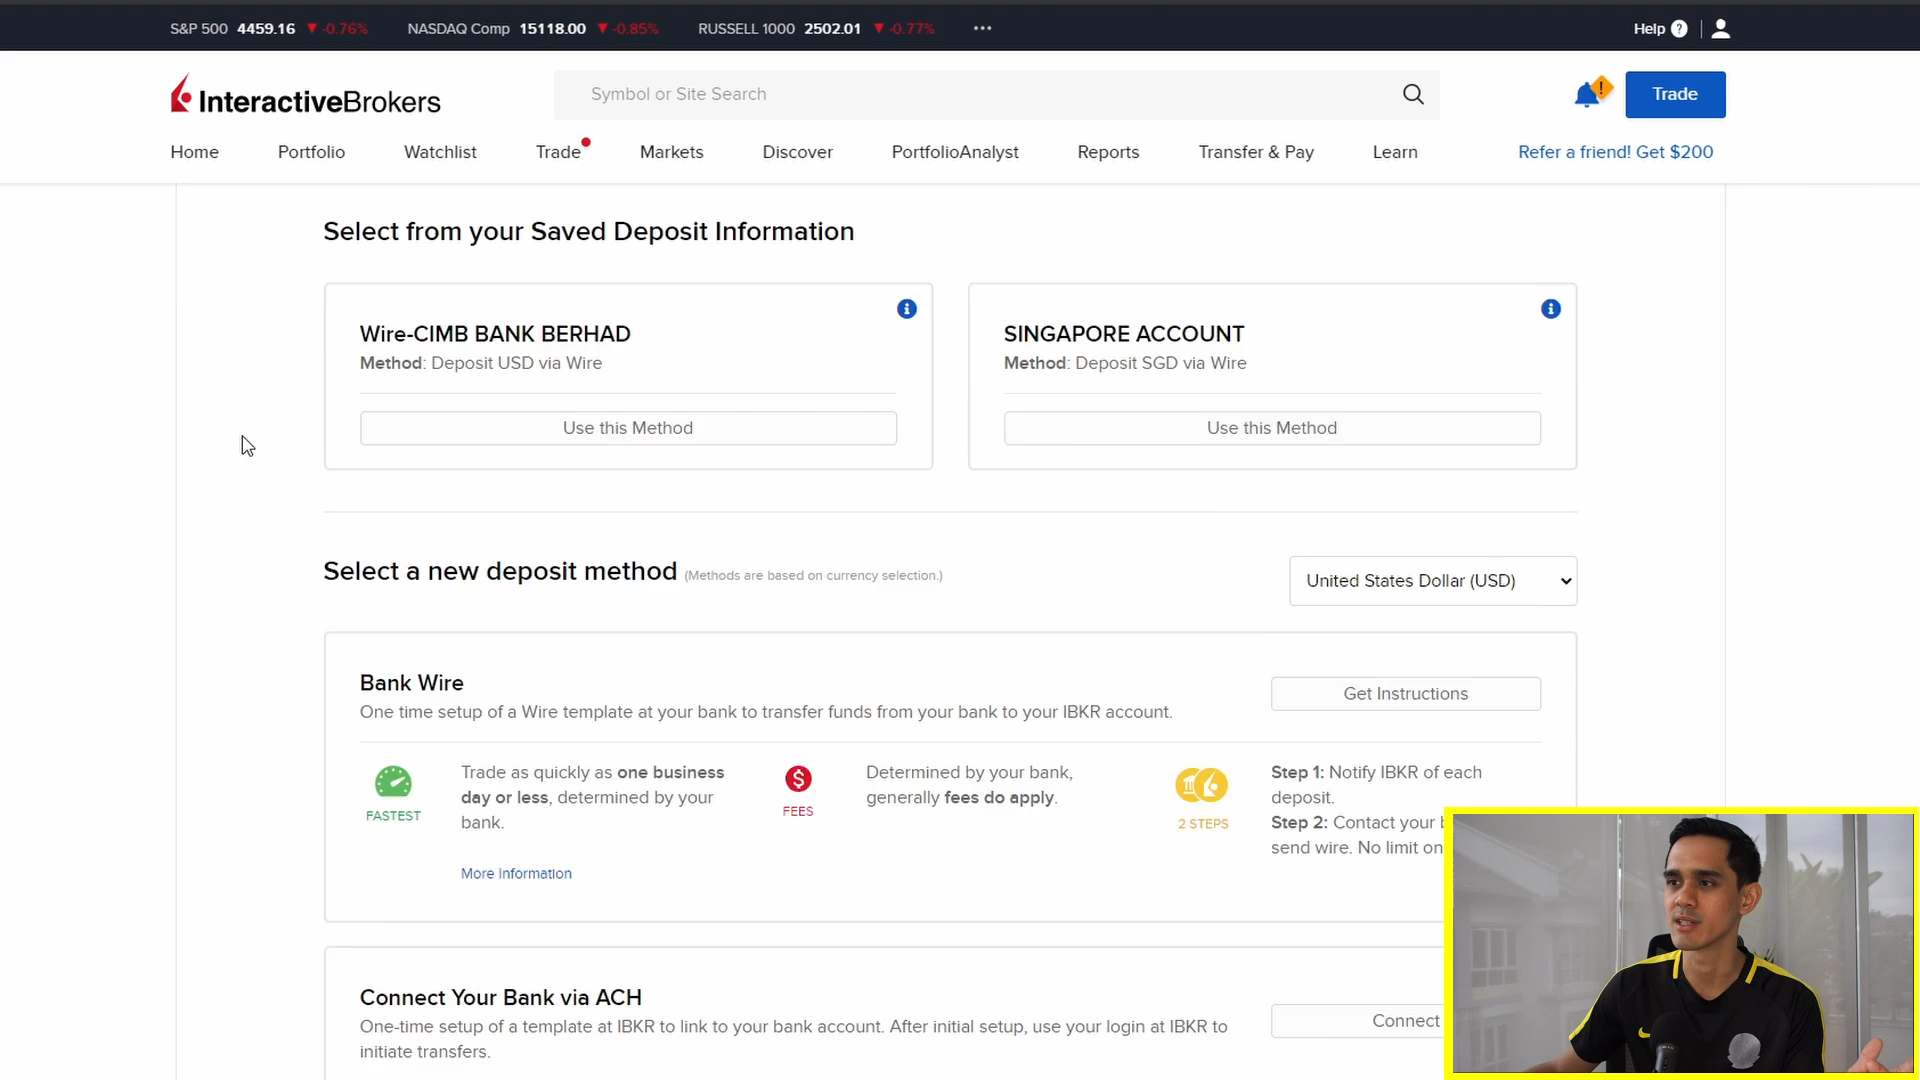 S&P 500 4459.16 ▼ -0.76% NASDAQ Comp 15118.00 ▼ -0.85% RUSSELL 1000 2502.01 ▼ -0.77% ••• Help ?
InteractiveBrokers
Symbol or Site Search
Trade
Home Portfolio Watchlist Trade Markets Discover PortfolioAnalyst Reports Transfer & Pay Learn Refer a friend! Get $200
Select from your Saved Deposit Information
Wire-CIMB BANK BERHAD
Method: Deposit USD via Wire
Use this Method
SINGAPORE ACCOUNT
Method: Deposit SGD via Wire
Use this Method
Select a new deposit method (Methods are based on currency selection.)
United States Dollar (USD)
Bank Wire
One time setup of a Wire template at your bank to transfer funds from your bank to your IBKR account.
Get Instructions
FASTEST
Trade as quickly as one business
day or less, determined by your
bank.
More Information
$
FEES
Determined by your bank,
generally fees do apply.
2 STEPS
Step 1: Notify IBKR of each
deposit.
Step 2: Contact your
send wire. No limit on
Connect Your Bank via ACH
One-time setup of a template at IBKR to link to your bank account. After initial setup, use your login at IBKR to
initiate transfers.
Connect